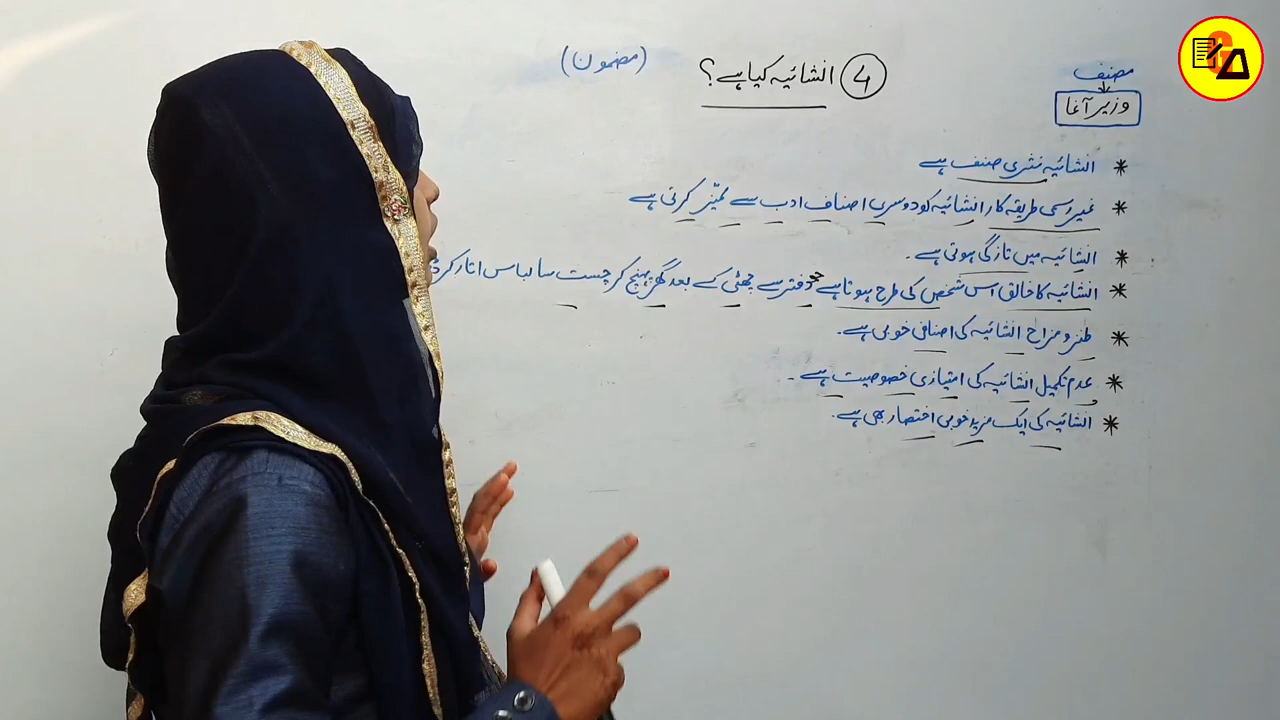 ④ انشائیہ کیا ہے؟
(مضمون)
مصنف
وزیر آغا
* انشائیہ نثری صنف ہے
* غیر رسمی طریقہ کار انشائیہ کو دوسری اصناف ادب سے ممیّز کرتی ہے
* انشائیہ میں تازگی ہوتی ہے۔
* انشائیہ کا خالق اس شخص کی طرح ہوتا ہے جو دفتر سے چھٹی کے بعد گھر پہنچ کر چست سا لباس اتار کر
* طنز و مزاح انشائیہ کی اضافی خوبی ہے۔
* عدم تکمیل انشائیہ کی امتیازی خصوصیت ہے۔
* انشائیہ کی ایک مزید خوبی اختصار بھی ہے۔